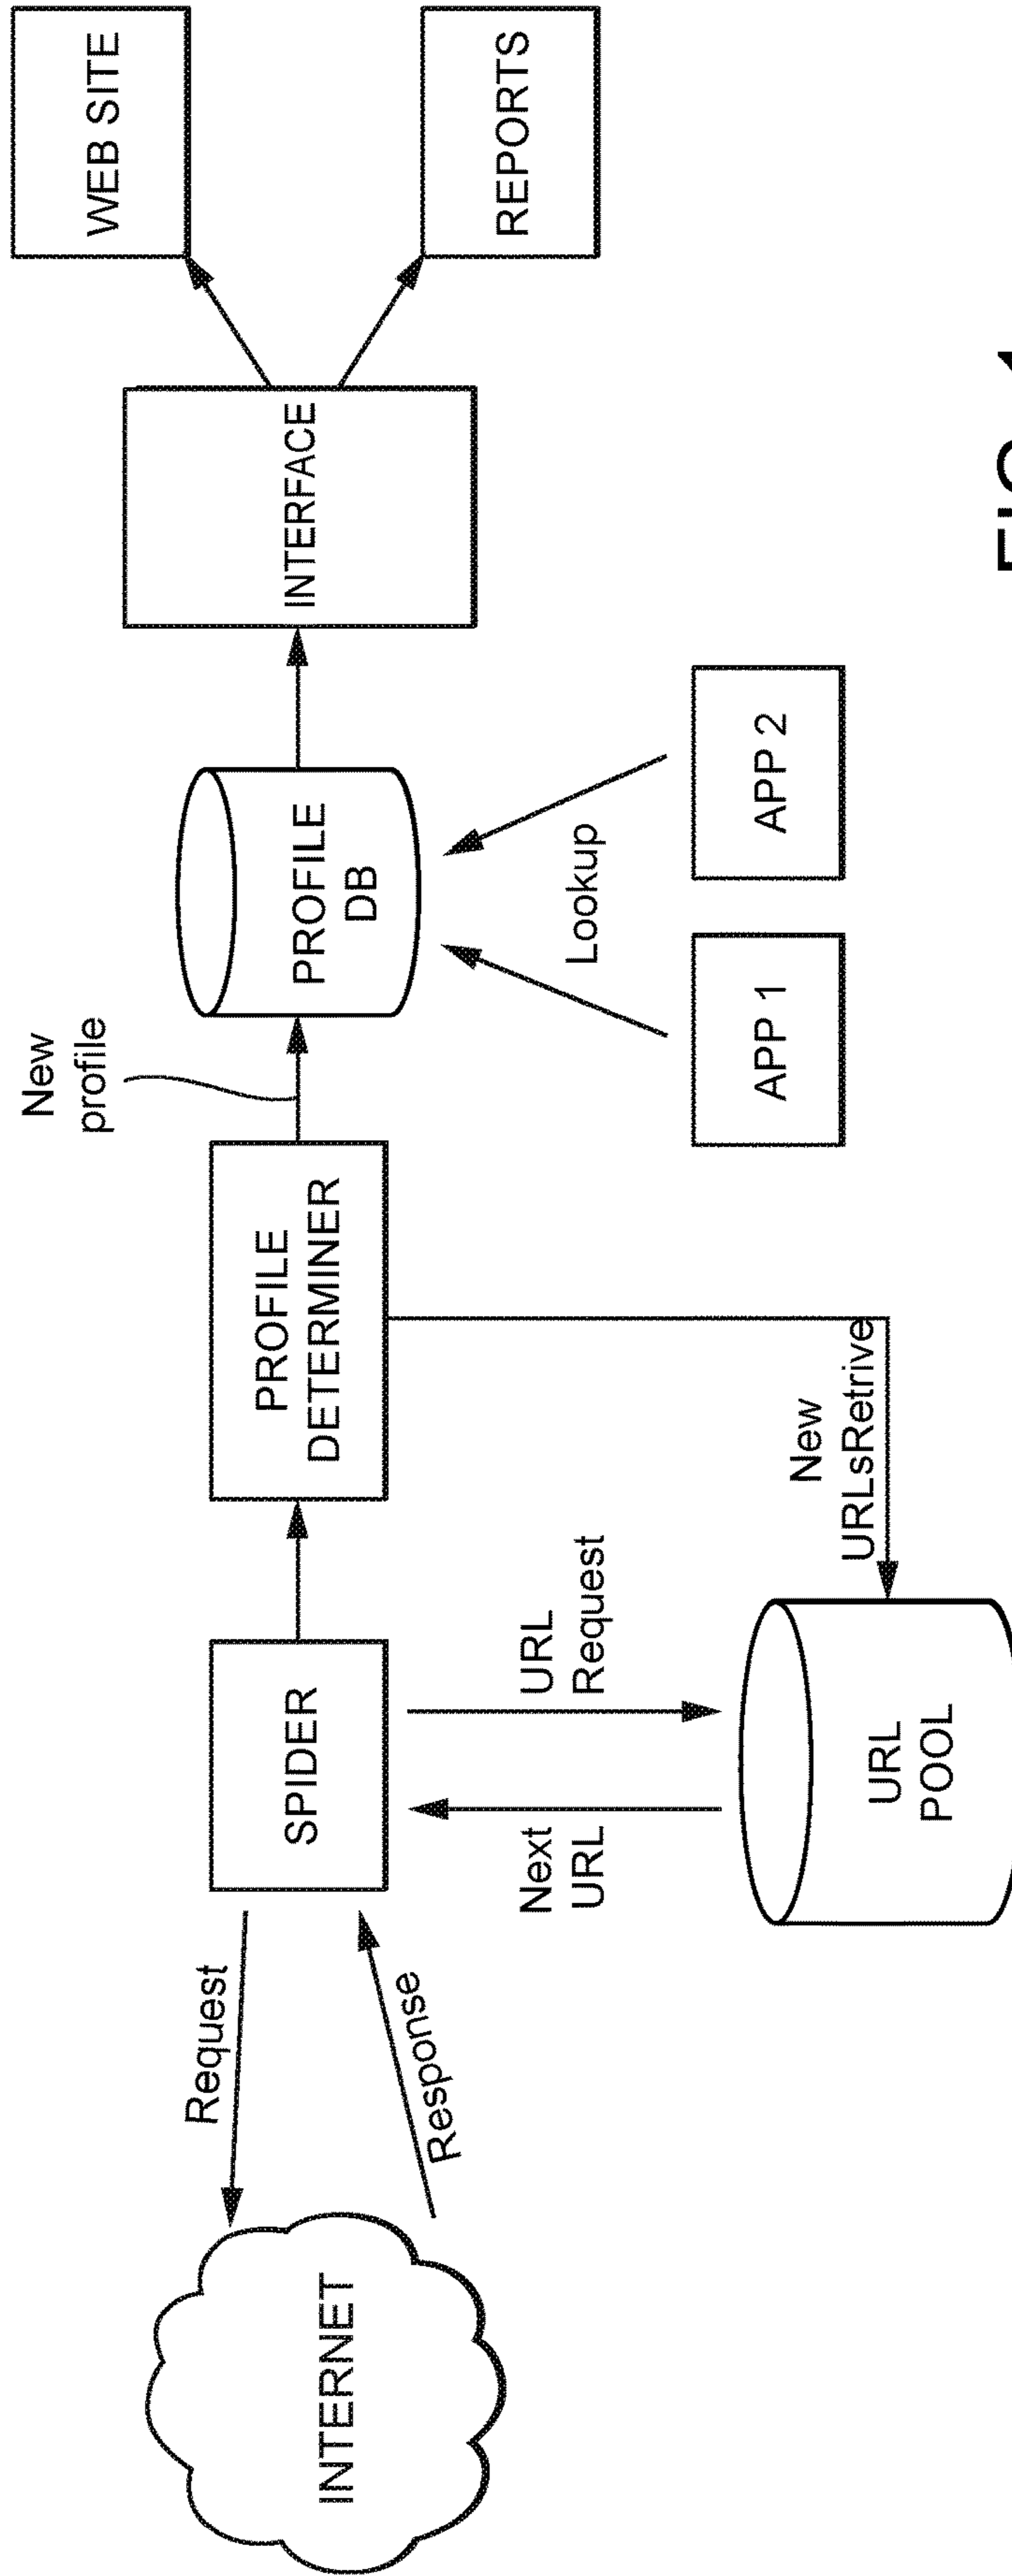 INTERNET
Request
Response
SPIDER
Next
URL
URL
Request
URL
POOL
PROFILE
DETERMINER
New
URLsRetrive
New
profile
PROFILE
DB
Lookup
APP 1
APP 2
INTERFACE
WEB SITE
REPORTS